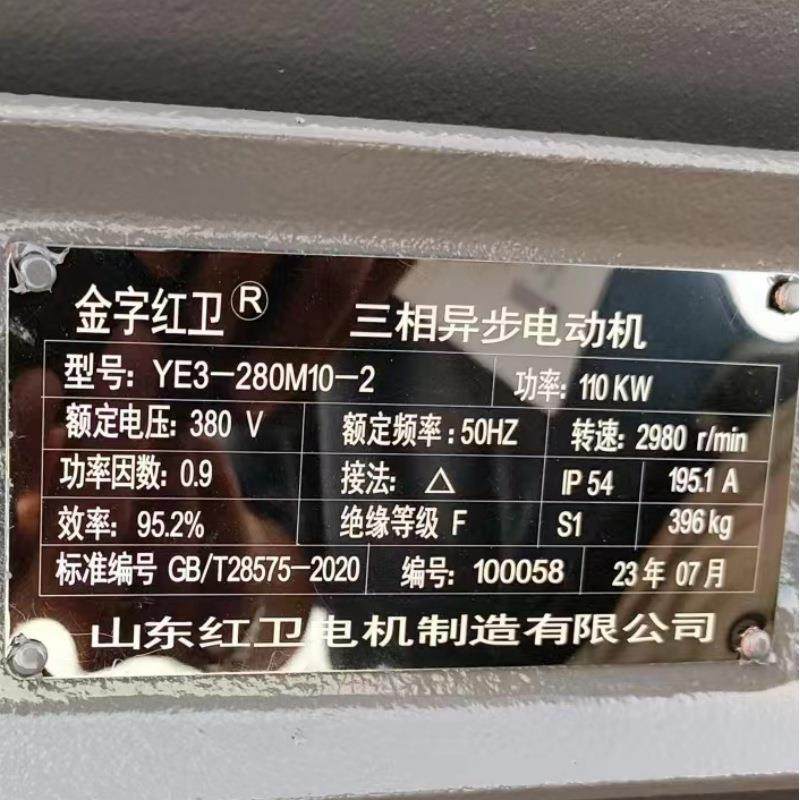 金字红卫® 三相异步电动机
型号: YE3-280M10-2 功率: 110 KW
额定电压: 380 V 额定频率: 50HZ 转速: 2980 r/min
功率因数: 0.9 接法: △ IP 54 195.1 A
效率: 95.2% 绝缘等级 F S1 396 kg
标准编号 GB/T28575-2020 编号: 100058 23 年 07 月
山东红卫电机制造有限公司